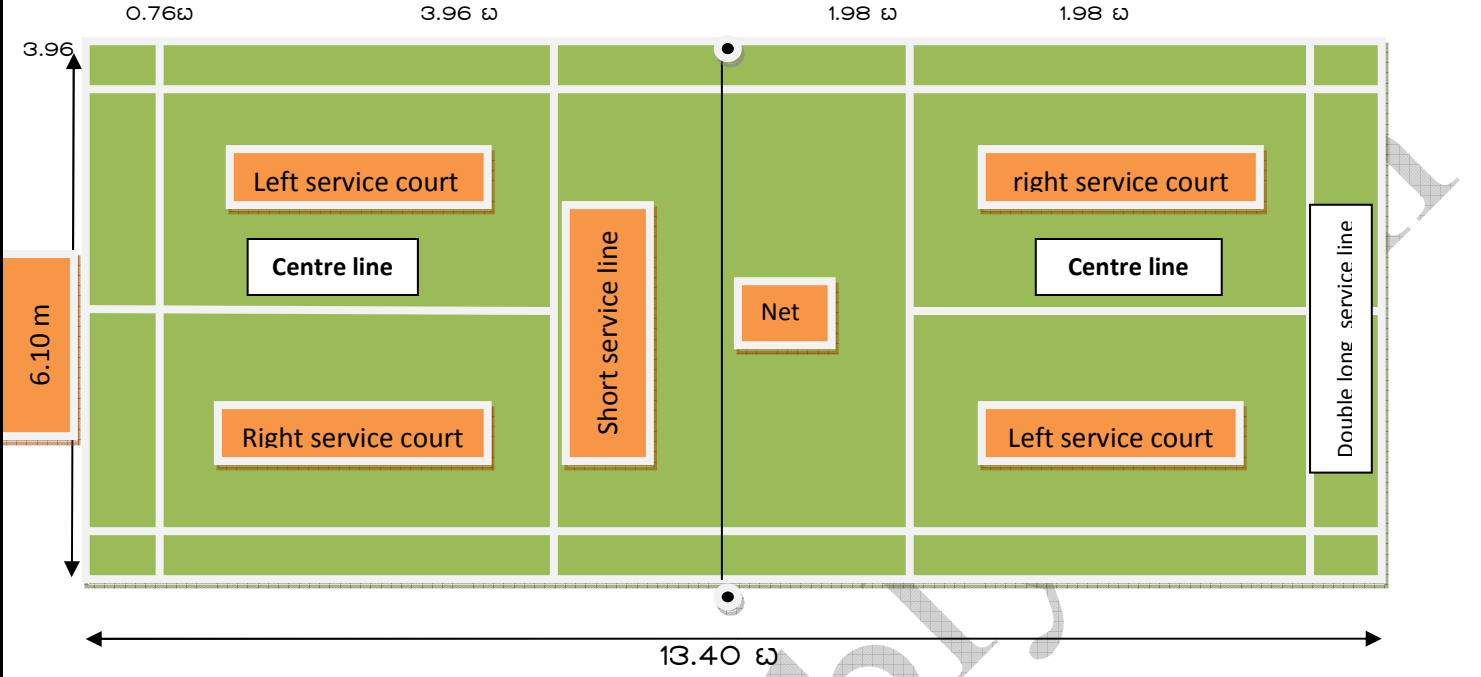 0.76 3.96 1.98 1.98
3.96
Left service court
right service court
Centre line
Centre line
Short service line
Double long service line
Net
6.10 m
Right service court
Left service court
13.40